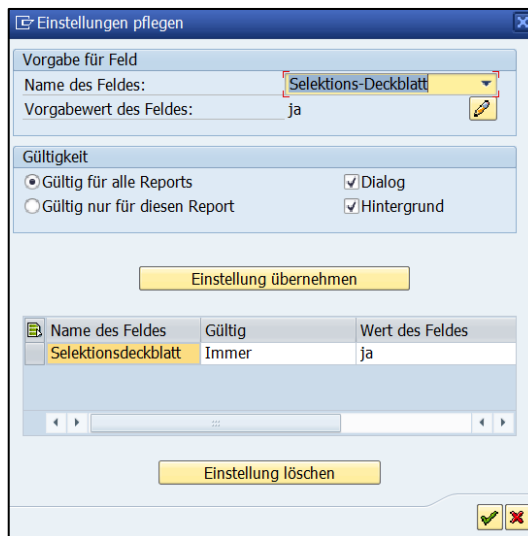 Einstellungen pflegen
Vorgabe für Feld
Name des Feldes: Selektions-Deckblatt
Vorgabewert des Feldes: ja
Gültigkeit
Gültig für alle Reports Dialog
Gültig nur für diesen Report Hintergrund
Einstellung übernehmen
Name des Feldes Gültig Wert des Feldes
Selektionsdeckblatt Immer ja
Einstellung löschen